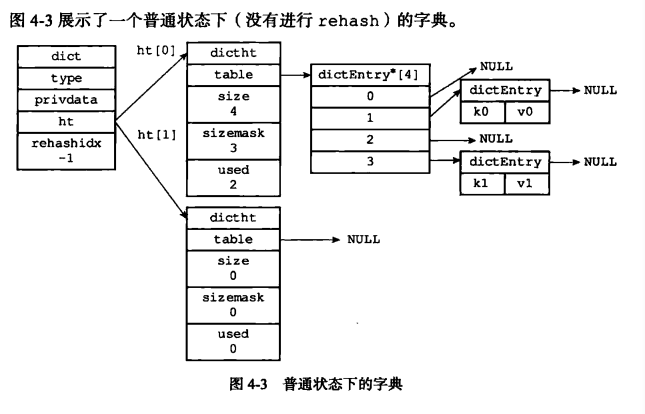 图 4-3 展示了一个普通状态下（没有进行 rehash）的字典。
dict
type
privdata
ht
rehashidx
-1
ht[0]
ht[1]
dictht
table
size
4
sizemask
3
used
2
dictht
table
size
0
sizemask
0
used
0
NULL
dictEntry*[4]
0
1
2
3
NULL
dictEntry
k0 v0
NULL
NULL
dictEntry
k1 v1
NULL
图 4-3 普通状态下的字典